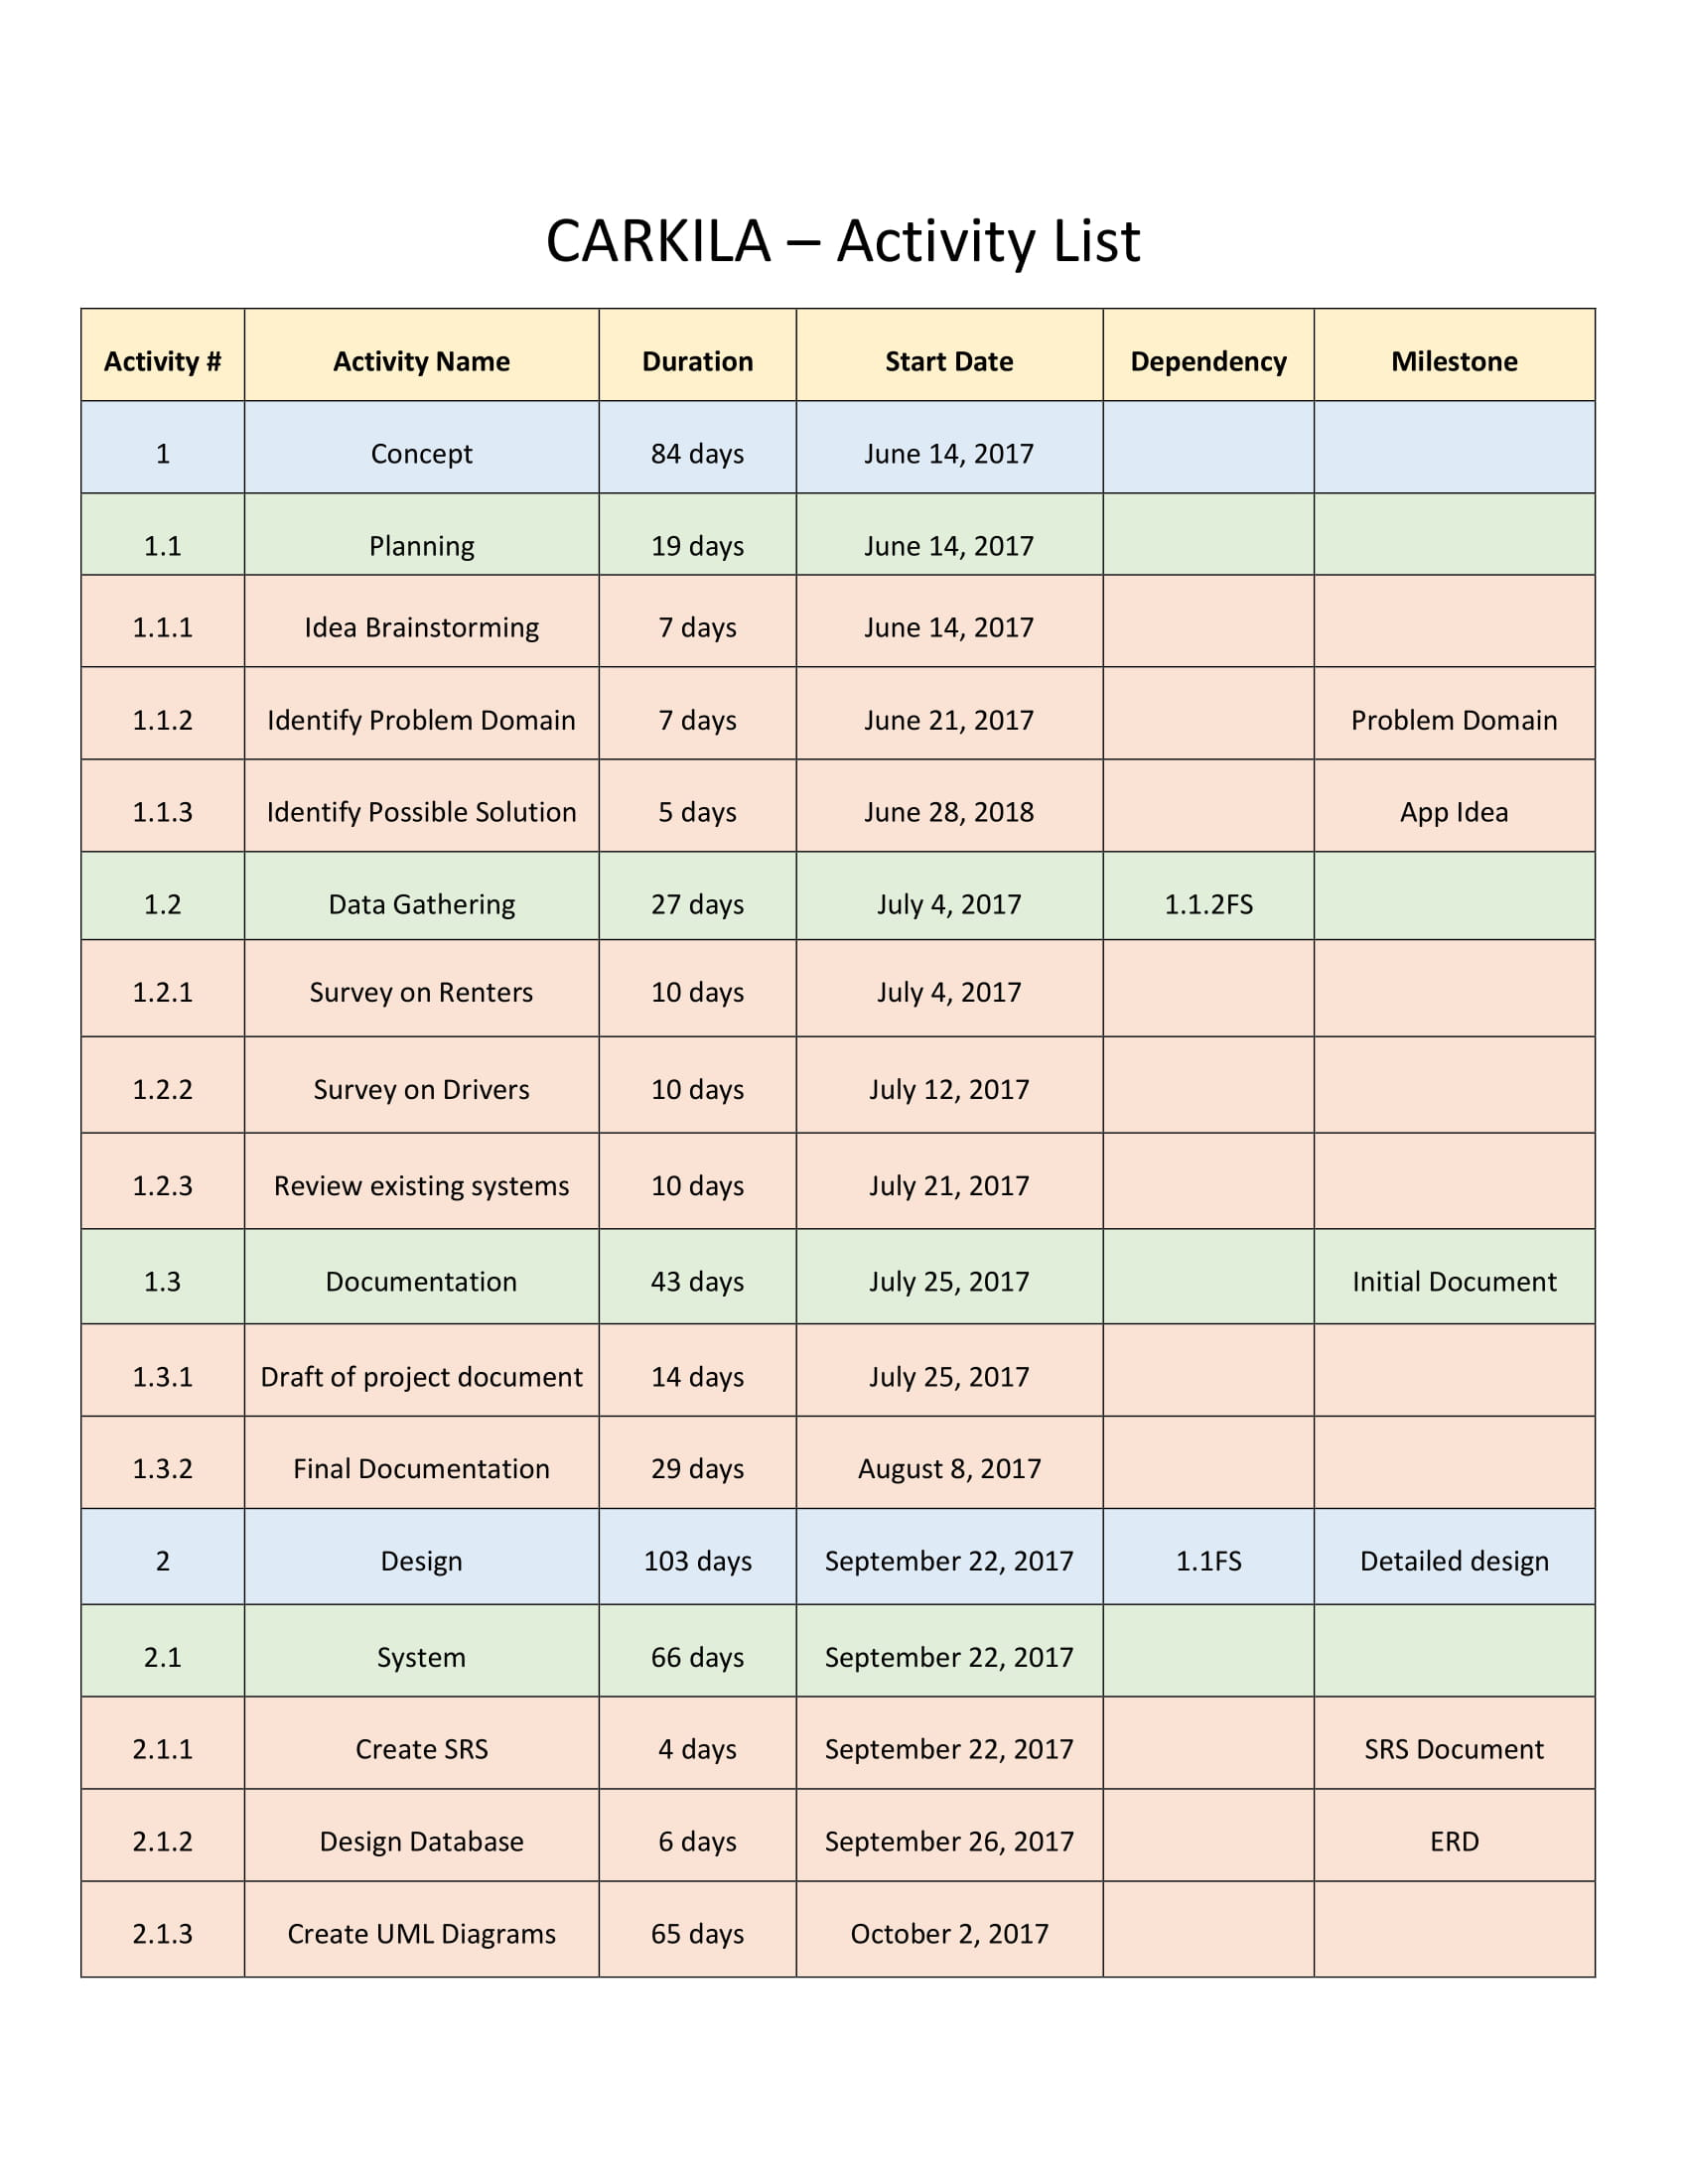 CARKILA – Activity List
Activity # Activity Name Duration Start Date Dependency Milestone
1 Concept 84 days June 14, 2017
1.1 Planning 19 days June 14, 2017
1.1.1 Idea Brainstorming 7 days June 14, 2017
1.1.2 Identify Problem Domain 7 days June 21, 2017 Problem Domain
1.1.3 Identify Possible Solution 5 days June 28, 2018 App Idea
1.2 Data Gathering 27 days July 4, 2017 1.1.2FS
1.2.1 Survey on Renters 10 days July 4, 2017
1.2.2 Survey on Drivers 10 days July 12, 2017
1.2.3 Review existing systems 10 days July 21, 2017
1.3 Documentation 43 days July 25, 2017 Initial Document
1.3.1 Draft of project document 14 days July 25, 2017
1.3.2 Final Documentation 29 days August 8, 2017
2 Design 103 days September 22, 2017 1.1FS Detailed design
2.1 System 66 days September 22, 2017
2.1.1 Create SRS 4 days September 22, 2017 SRS Document
2.1.2 Design Database 6 days September 26, 2017 ERD
2.1.3 Create UML Diagrams 65 days October 2, 2017